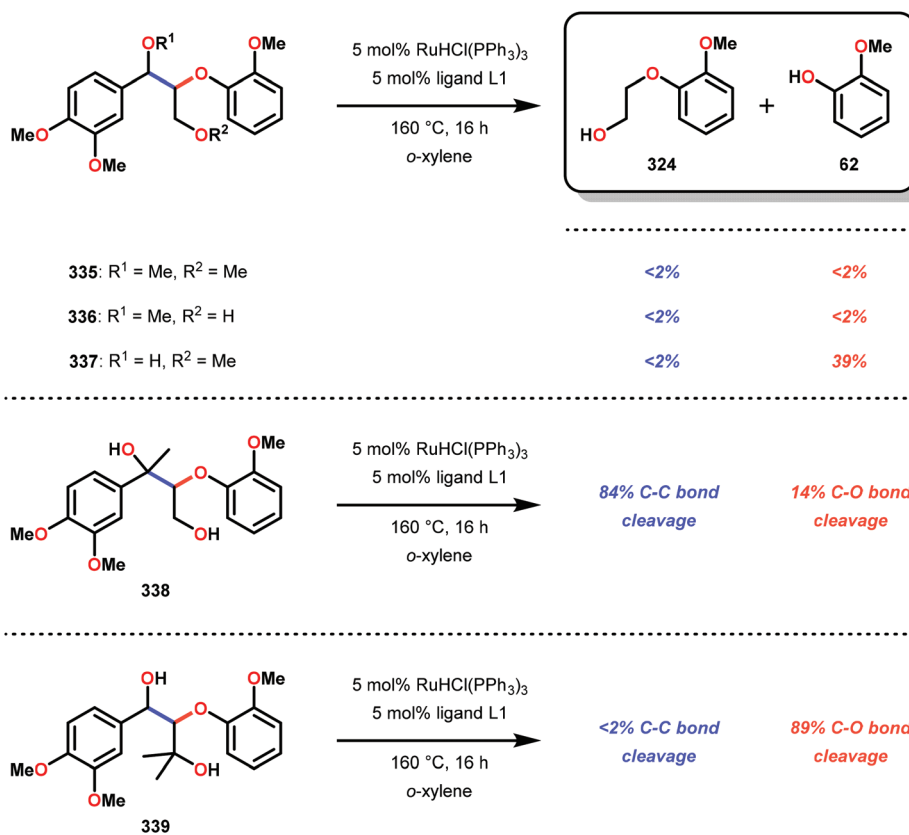 OR¹
OMe
O
OR²
MeO
OMe
5 mol% RuHCl(PPh₃)₃
5 mol% ligand L1
160 °C, 16 h
o-xylene
OMe
O
HO
324
+
OMe
HO
62
335: R¹ = Me, R² = Me <2% <2%
336: R¹ = Me, R² = H <2% <2%
337: R¹ = H, R² = Me <2% 39%
HO
OMe
O
OH
MeO
OMe
338
5 mol% RuHCl(PPh₃)₃
5 mol% ligand L1
160 °C, 16 h
o-xylene
84% C-C bond
cleavage
14% C-O bond
cleavage
OH
OMe
O
OH
MeO
OMe
339
5 mol% RuHCl(PPh₃)₃
5 mol% ligand L1
160 °C, 16 h
o-xylene
<2% C-C bond
cleavage
89% C-O bond
cleavage